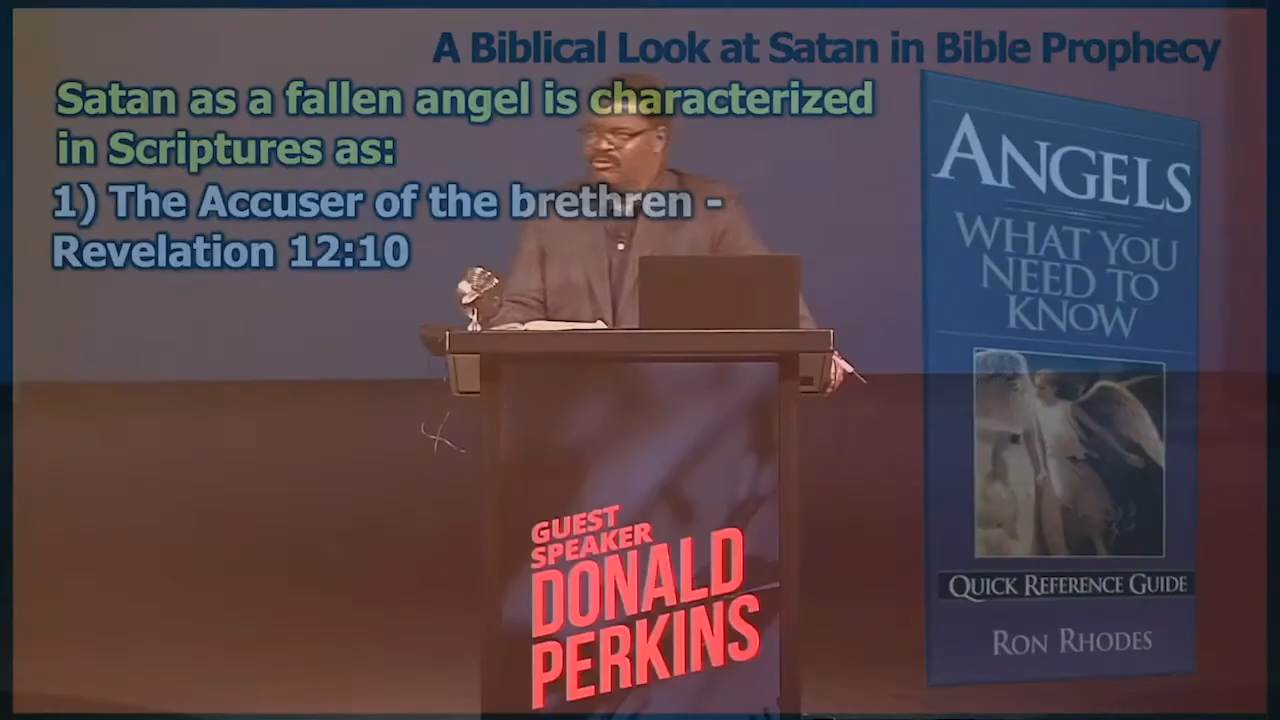 A Biblical Look at Satan in Bible Prophecy
Satan as a fallen angel is characterized
in Scriptures as:
1) The Accuser of the brethren -
Revelation 12:10
ANGELS
WHAT YOU
NEED TO
KNOW
QUICK REFERENCE GUIDE
RON RHODES
GUEST
SPEAKER
DONALD
PERKINS